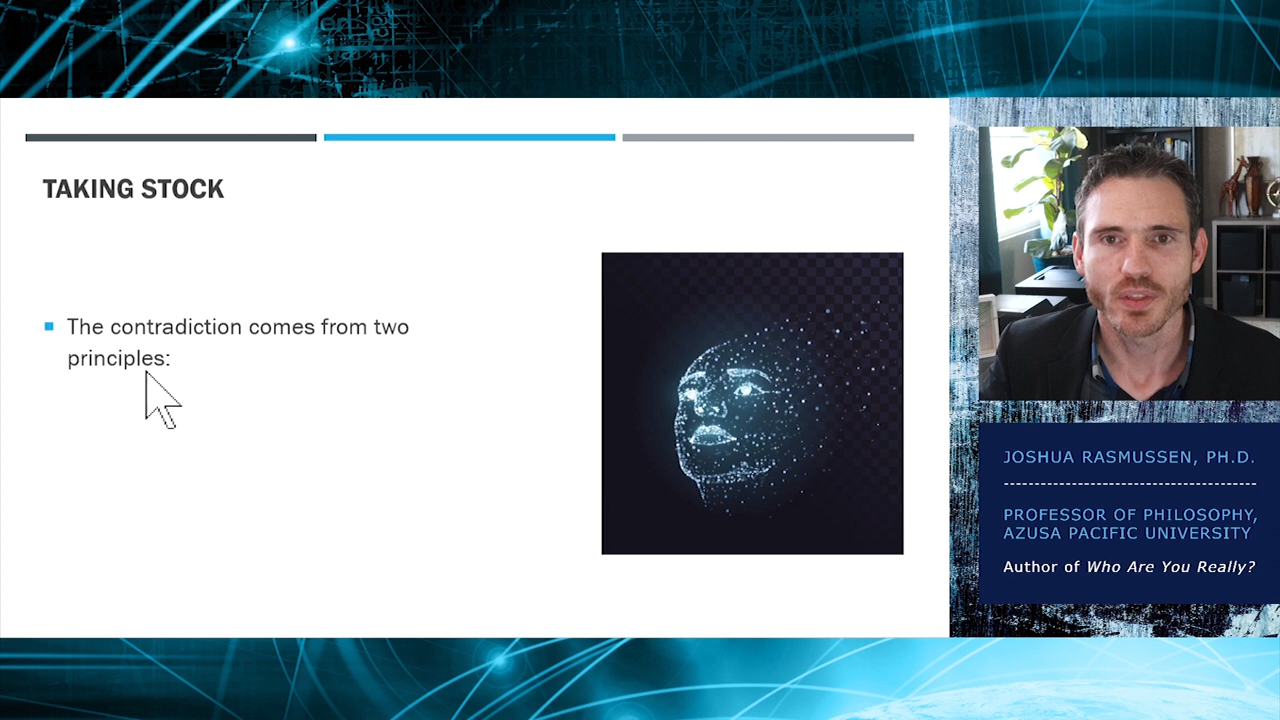 TAKING STOCK
The contradiction comes from two
principles:
JOSHUA RASMUSSEN, PH.D.
PROFESSOR OF PHILOSOPHY,
AZUSA PACIFIC UNIVERSITY
Author of Who Are You Really?